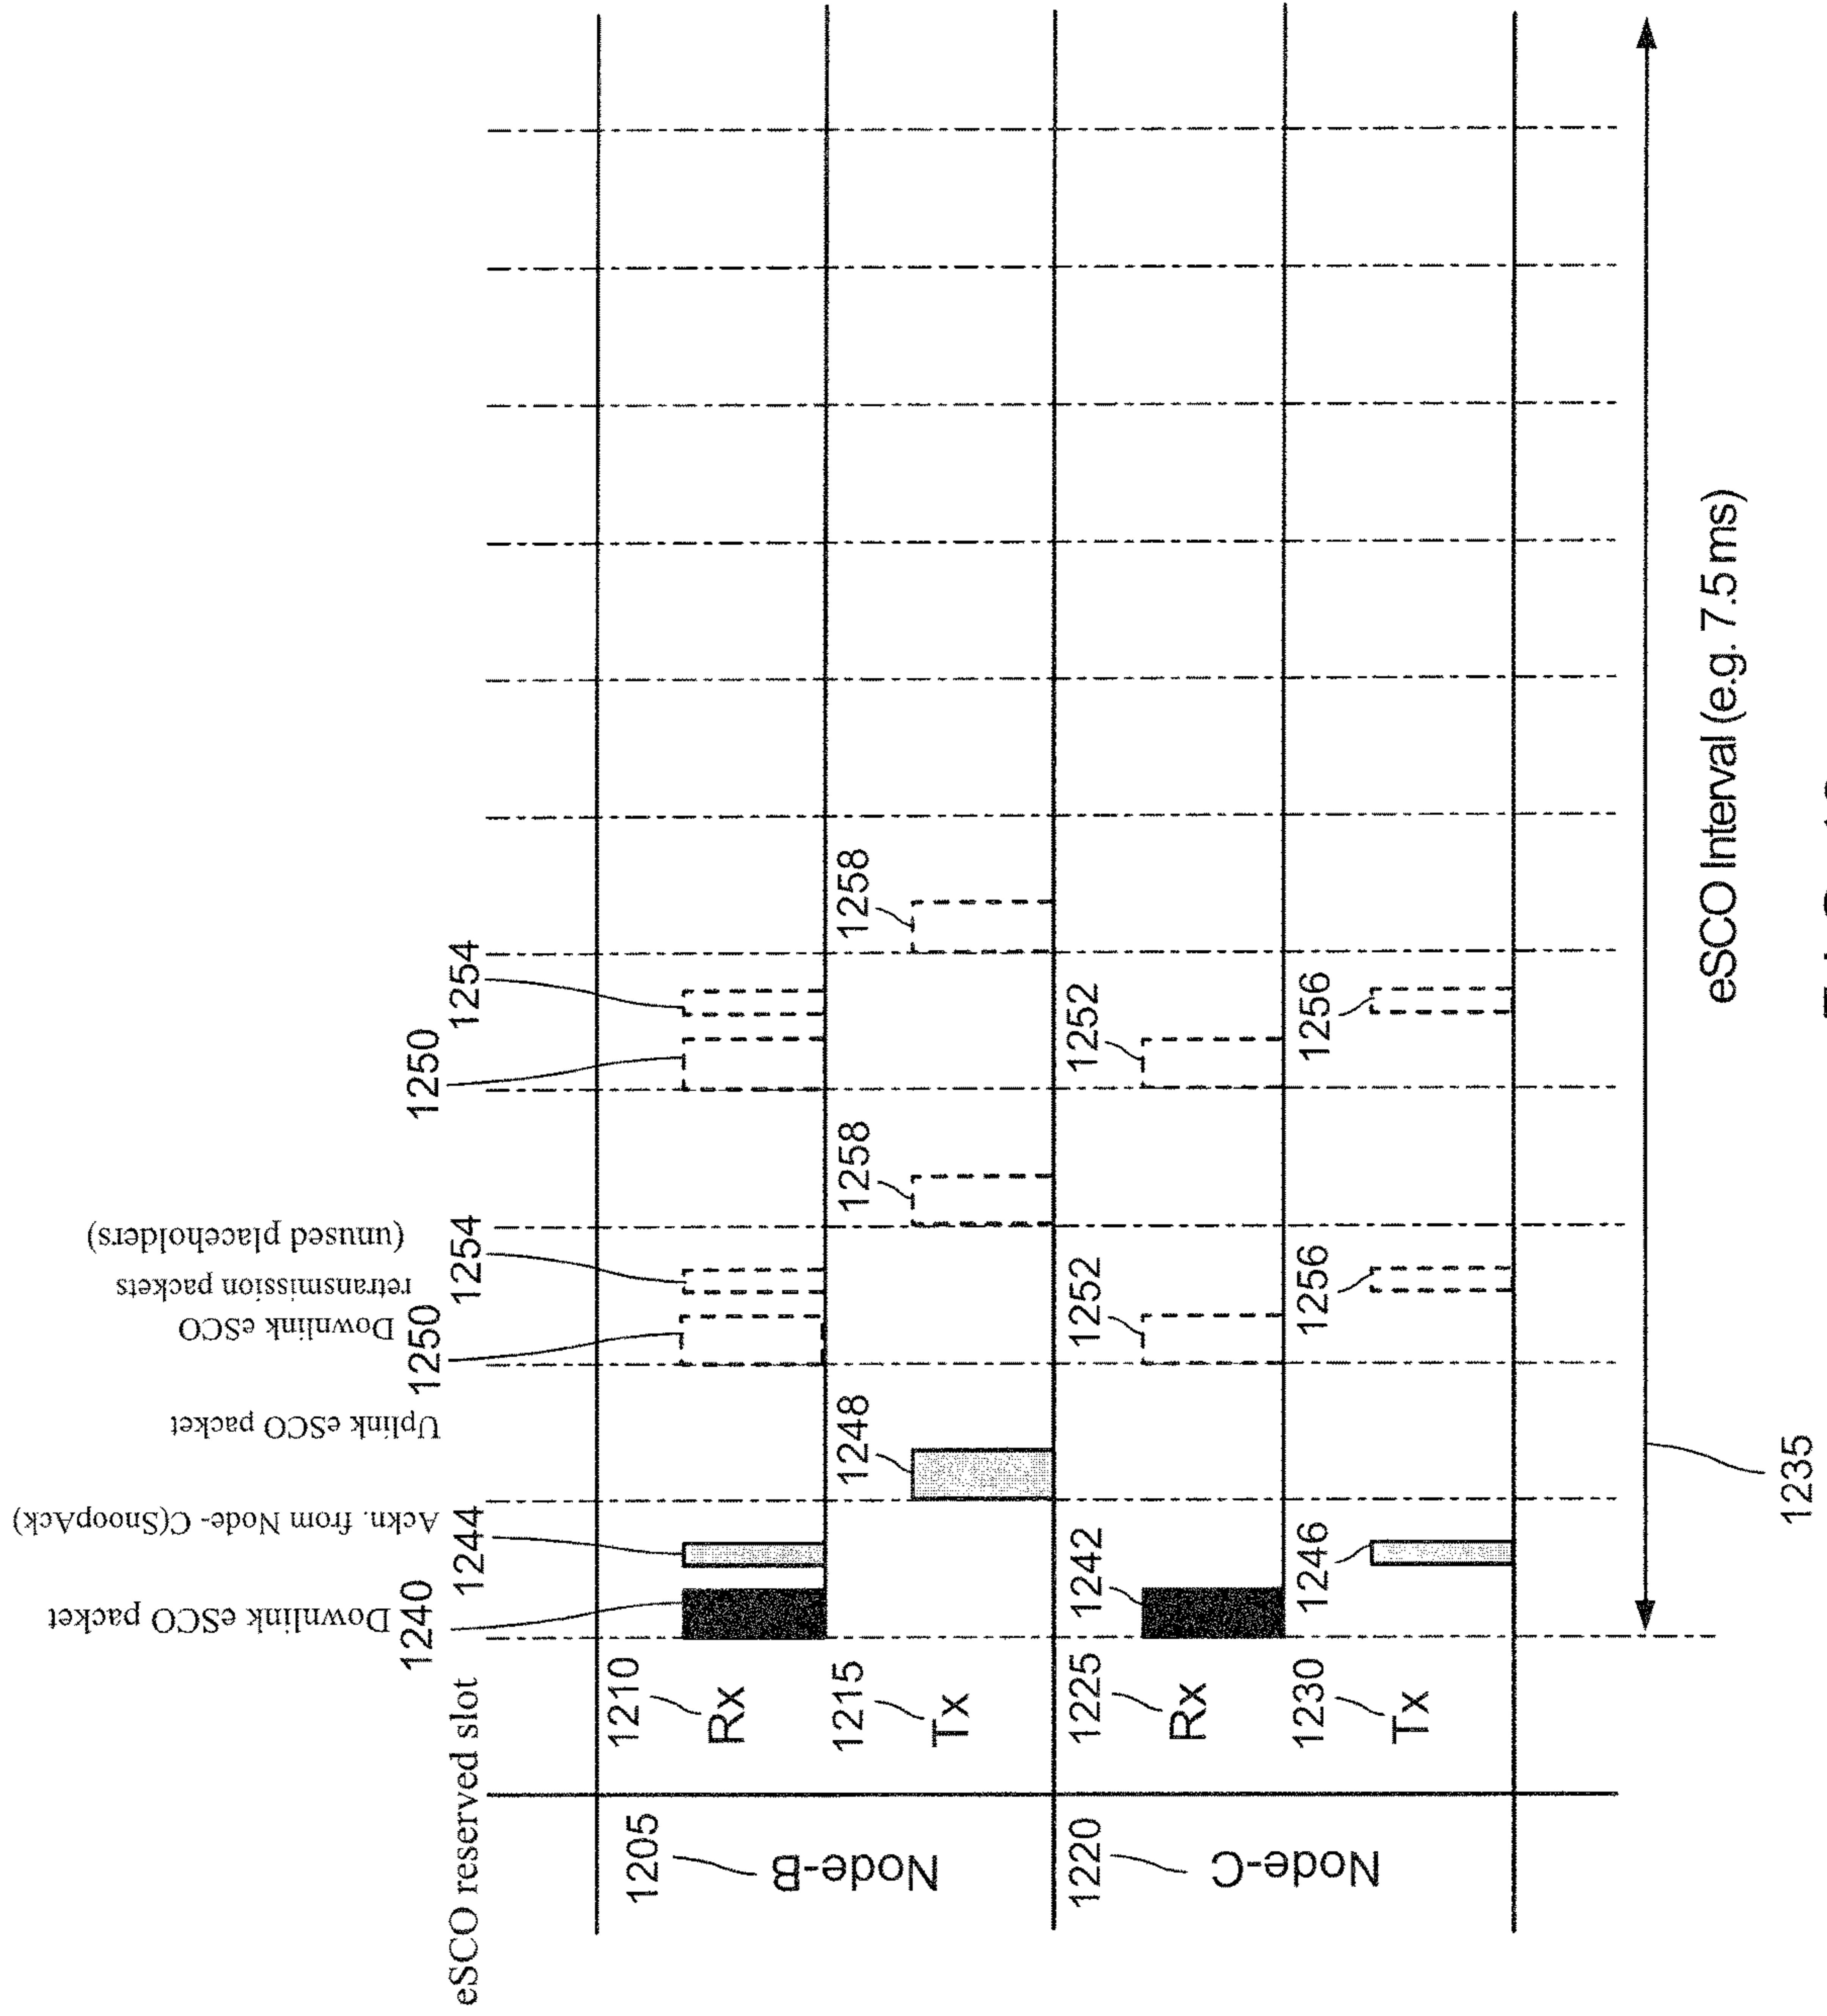 eSCO reserved slot
Downlink eSCO packet
Ackn. from Node- C(SnoopAck)
Uplink eSCO packet
Downlink eSCO
retransmission packets
(unused placeholders)
1240
1244
1250
1254
1250
1254
1205
Node-B
1210
Rx
1215
Tx
1248
1258
1258
1220
Node-C
1225
Rx
1242
1252
1252
1230
Tx
1246
1256
1256
eSCO Interval (e.g. 7.5 ms)
1235